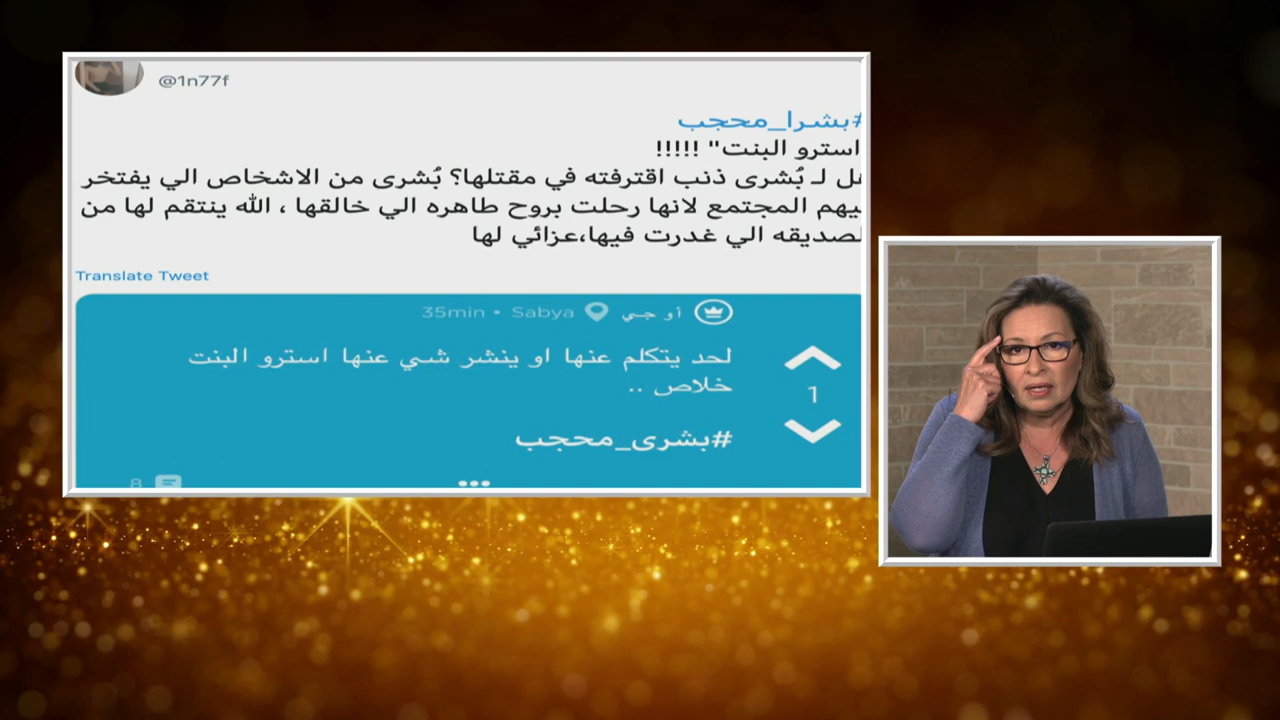 @1n77f
#بشرا_محجب
استرو البنت" !!!!!
هل لـ بُشرى ذنب اقترفته في مقتلها؟ بُشرى من الاشخاص الي يفتخر
المجتمع لانها رحلت بروح طاهره الي خالقها ، الله ينتقم لها من
لصديقه الي غدرت فيها،عزائي لها
Translate Tweet
أو جي Sabya • 35min
لحد يتكلم عنها او ينشر شي عنها استرو البنت
خلاص ..
1
#بشرى_محجب
8